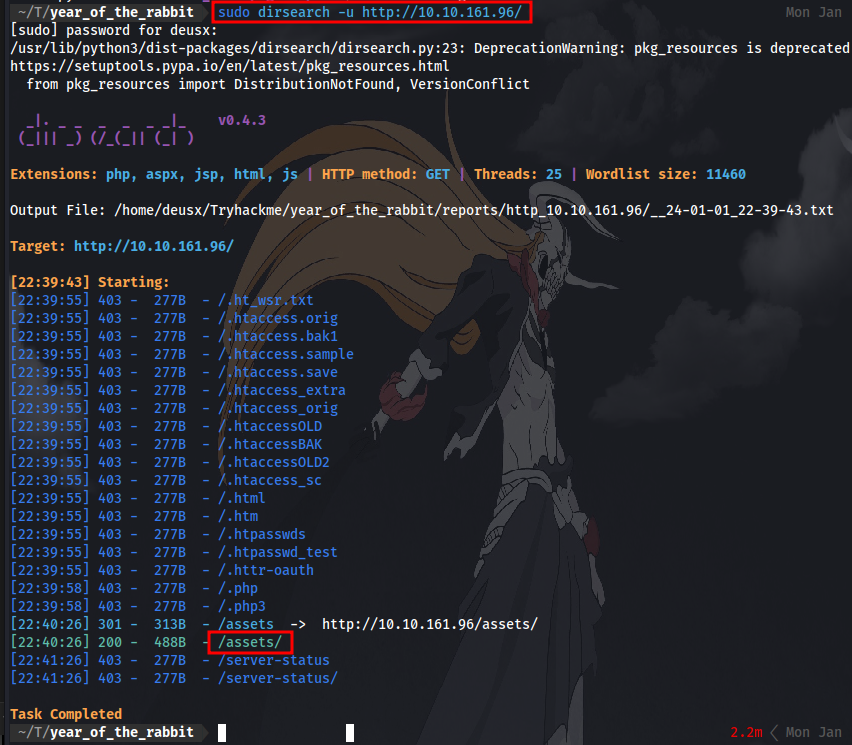 ~/T/year_of_the_rabbit sudo dirsearch -u http://10.10.161.96/ Mon Jan
[sudo] password for deusx:
/usr/lib/python3/dist-packages/dirsearch/dirsearch.py:23: DeprecationWarning: pkg_resources is deprecated
https://setuptools.pypa.io/en/latest/pkg_resources.html
from pkg_resources import DistributionNotFound, VersionConflict
_|. _ _ _ _ _ _|_ v0.4.3
(_||| _) (/_(_|| (_| )
Extensions: php, aspx, jsp, html, js | HTTP method: GET | Threads: 25 | Wordlist size: 11460
Output File: /home/deusx/Tryhackme/year_of_the_rabbit/reports/http_10.10.161.96/__24-01-01_22-39-43.txt
Target: http://10.10.161.96/
[22:39:43] Starting:
[22:39:55] 403 - 277B - /.ht_wsr.txt
[22:39:55] 403 - 277B - /.htaccess.orig
[22:39:55] 403 - 277B - /.htaccess.bak1
[22:39:55] 403 - 277B - /.htaccess.sample
[22:39:55] 403 - 277B - /.htaccess.save
[22:39:55] 403 - 277B - /.htaccess_extra
[22:39:55] 403 - 277B - /.htaccess_orig
[22:39:55] 403 - 277B - /.htaccessOLD
[22:39:55] 403 - 277B - /.htaccessBAK
[22:39:55] 403 - 277B - /.htaccessOLD2
[22:39:55] 403 - 277B - /.htaccess_sc
[22:39:55] 403 - 277B - /.html
[22:39:55] 403 - 277B - /.htm
[22:39:55] 403 - 277B - /.htpasswds
[22:39:55] 403 - 277B - /.htpasswd_test
[22:39:55] 403 - 277B - /.httr-oauth
[22:39:58] 403 - 277B - /.php
[22:39:58] 403 - 277B - /.php3
[22:40:26] 301 - 313B - /assets -> http://10.10.161.96/assets/
[22:40:26] 200 - 488B - /assets/
[22:41:26] 403 - 277B - /server-status
[22:41:26] 403 - 277B - /server-status/
Task Completed
~/T/year_of_the_rabbit 2.2m < Mon Jan